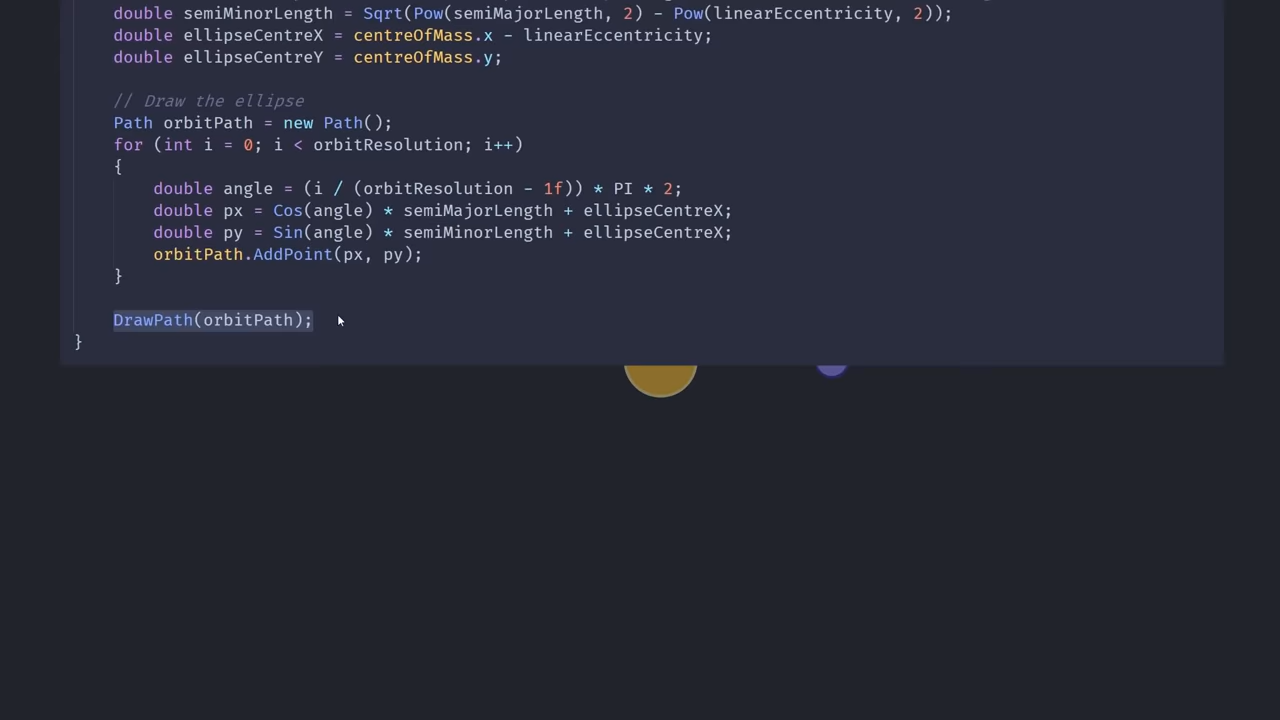 double semiMinorLength = Sqrt(Pow(semiMajorLength, 2) - Pow(linearEccentricity, 2));
double ellipseCentreX = centreOfMass.x - linearEccentricity;
double ellipseCentreY = centreOfMass.y;
// Draw the ellipse
Path orbitPath = new Path();
for (int i = 0; i < orbitResolution; i++)
{
double angle = (i / (orbitResolution - 1f)) * PI * 2;
double px = Cos(angle) * semiMajorLength + ellipseCentreX;
double py = Sin(angle) * semiMinorLength + ellipseCentreX;
orbitPath.AddPoint(px, py);
}
DrawPath(orbitPath);
}